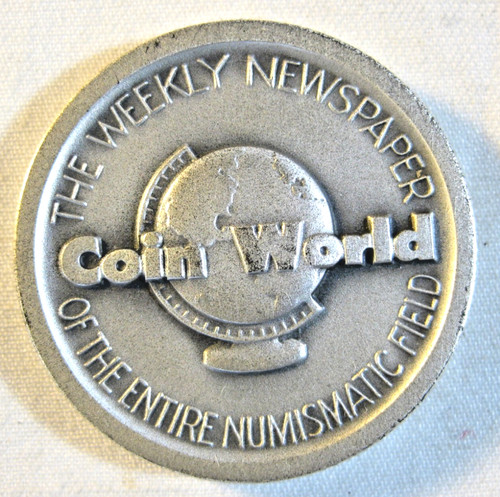 THE WEEKLY NEWSPAPER
Coin World
OF THE ENTIRE NUMISMATIC FIELD